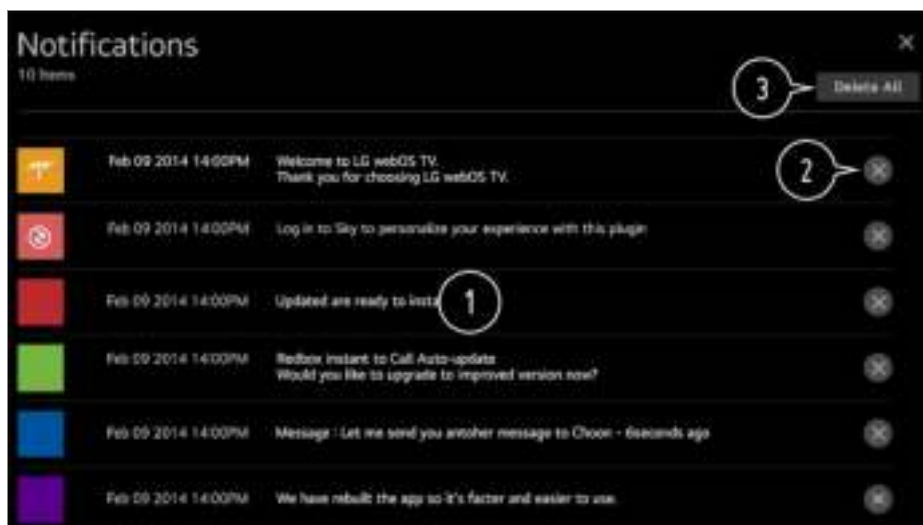 Notifications
10 Items
3
Delete All
Feb 09 2014 14:00PM
Welcome to LG webOS TV.
Thank you for choosing LG webOS TV.
2
Feb 09 2014 14:00PM
Log in to Sky to personalize your experience with this plugin
Feb 09 2014 14:00PM
Updated are ready to insta
1
Feb 09 2014 14:00PM
Redbox instant to Call Auto-update
Would you like to upgrade to improved version now?
Feb 09 2014 14:00PM
Message : Let me send you antoher message to Choon - 6seconds ago
Feb 09 2014 14:00PM
We have rebuilt the app so it's facter and easier to use.